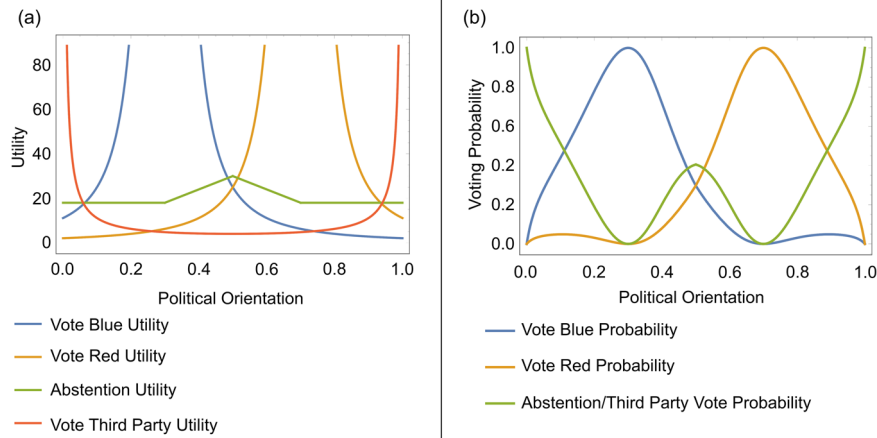 (a)
80
60
40
20
0
Utility
0.0 0.2 0.4 0.6 0.8 1.0
Political Orientation
Vote Blue Utility
Vote Red Utility
Abstention Utility
Vote Third Party Utility
(b)
1.0
0.8
0.6
0.2
0.2
0.0
Voting Probability
0.0 0.2 0.4 0.6 0.8 1.0
Political Orientation
Vote Blue Probability
Vote Red Probability
Abstention/Third Party Vote Probability